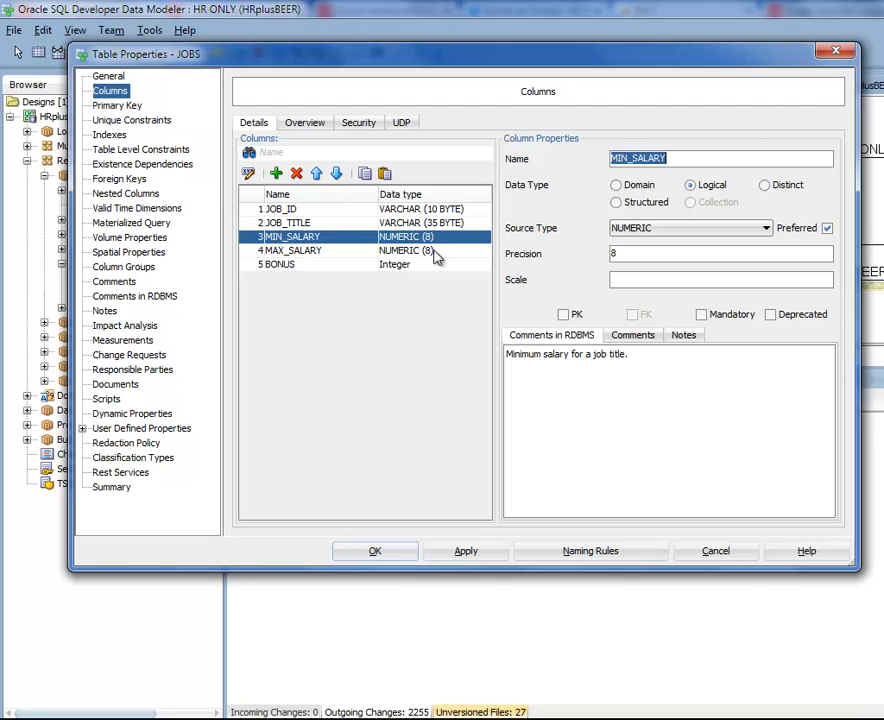 Oracle SQL Developer Data Modeler : HR ONLY (HRplusBEER)
File Edit View Team Tools Help
Table Properties - JOBS
Browser
Designs [1]
HRplus
General
Columns
Primary Key
Unique Constraints
Indexes
Table Level Constraints
Existence Dependencies
Foreign Keys
Nested Columns
Valid Time Dimensions
Materialized Query
Volume Properties
Spatial Properties
Column Groups
Comments
Comments in RDBMS
Notes
Impact Analysis
Measurements
Change Requests
Responsible Parties
Documents
Scripts
Dynamic Properties
User Defined Properties
Redaction Policy
Classification Types
Rest Services
Summary
Columns
Details Overview Security UDP
Columns:
Name
Name Data type
1 JOB_ID VARCHAR (10 BYTE)
2 JOB_TITLE VARCHAR (35 BYTE)
3 MIN_SALARY NUMERIC (8)
4 MAX_SALARY NUMERIC (8)
5 BONUS Integer
Column Properties
Name MIN_SALARY
Data Type Domain Logical Distinct
Structured Collection
Source Type NUMERIC Preferred
Precision 8
Scale
PK FK Mandatory Deprecated
Comments in RDBMS Comments Notes
Minimum salary for a job title.
OK Apply Naming Rules Cancel Help
Incoming Changes: 0 Outgoing Changes: 2255 Unversioned Files: 27